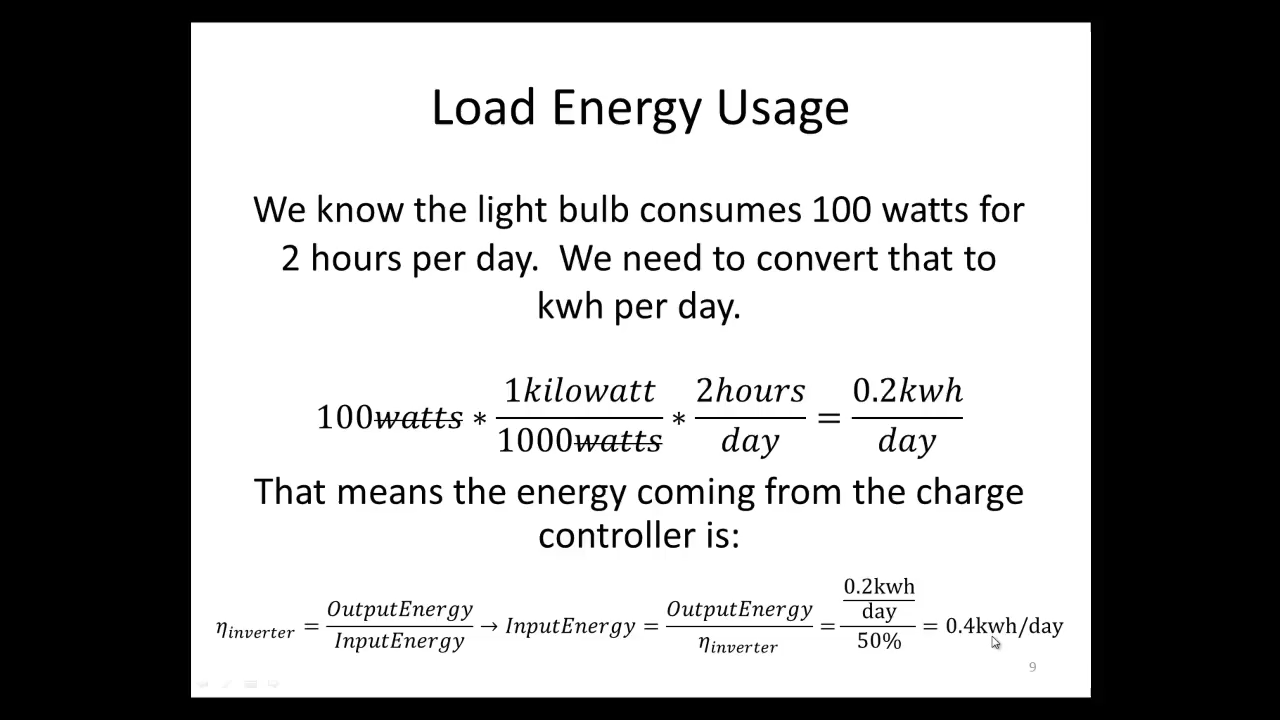 Load Energy Usage
We know the light bulb consumes 100 watts for
2 hours per day. We need to convert that to
kwh per day.
100watts * 1kilowatt/1000watts * 2hours/day = 0.2kwh/day
That means the energy coming from the charge
controller is:
η_inverter = OutputEnergy/InputEnergy → InputEnergy = OutputEnergy/η_inverter = (0.2kwh/day)/50% = 0.4kwh/day
9